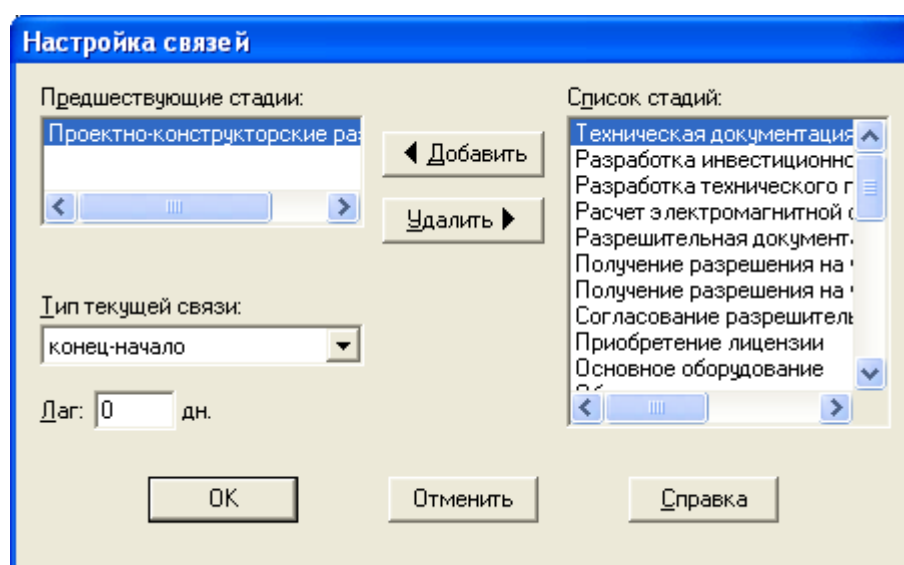 Настройка связей
Предшествующие стадии:
Проектно-конструкторские раз
Добавить
Удалить
Тип текущей связи:
конец-начало
Лаг: 0 дн.
Список стадий:
Техническая документация
Разработка инвестиционно
Разработка технического п
Расчет электромагнитной с
Разрешительная документ
Получение разрешения на
Получение разрешения на
Согласование разрешитель
Приобретение лицензии
Основное оборудование
OK
Отменить
Справка